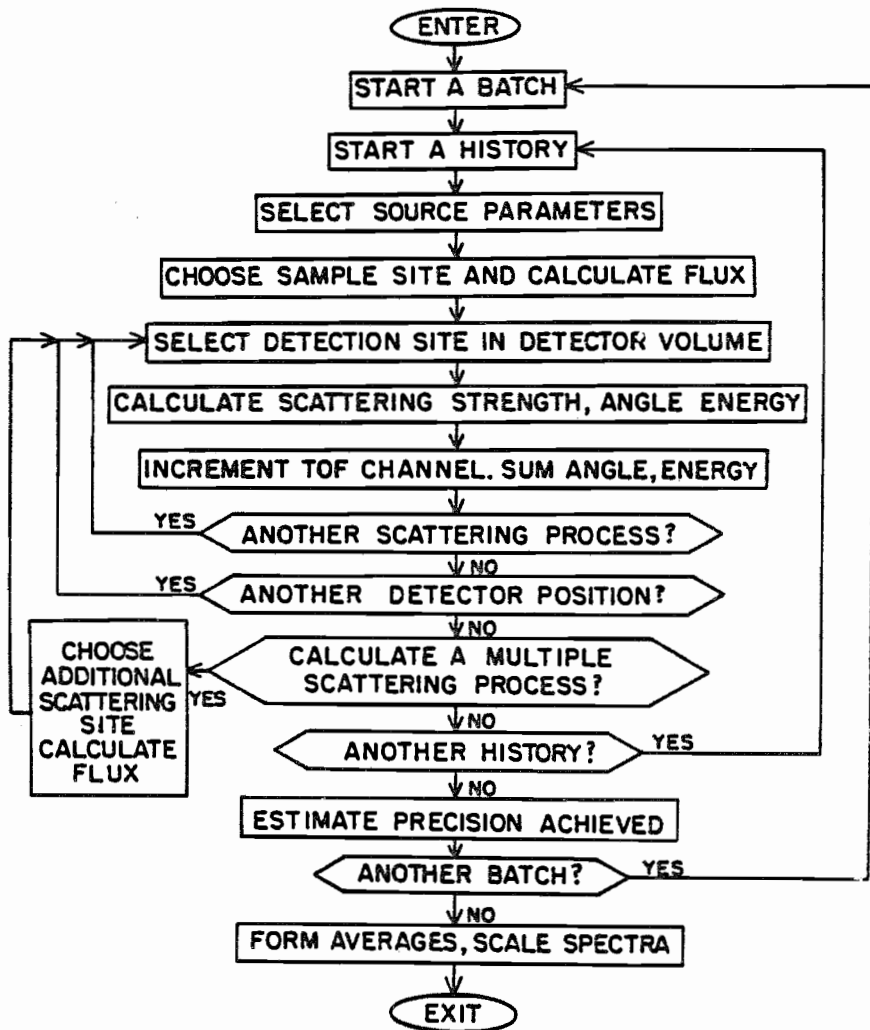 ENTER
START A BATCH
START A HISTORY
SELECT SOURCE PARAMETERS
CHOOSE SAMPLE SITE AND CALCULATE FLUX
SELECT DETECTION SITE IN DETECTOR VOLUME
CALCULATE SCATTERING STRENGTH, ANGLE ENERGY
INCREMENT TOF CHANNEL. SUM ANGLE, ENERGY
YES
ANOTHER SCATTERING PROCESS?
NO
YES
ANOTHER DETECTOR POSITION?
NO
CHOOSE
ADDITIONAL
SCATTERING
SITE
CALCULATE
FLUX
YES
CALCULATE A MULTIPLE
SCATTERING PROCESS?
NO
ANOTHER HISTORY?
YES
NO
ESTIMATE PRECISION ACHIEVED
ANOTHER BATCH?
YES
NO
FORM AVERAGES, SCALE SPECTRA
EXIT